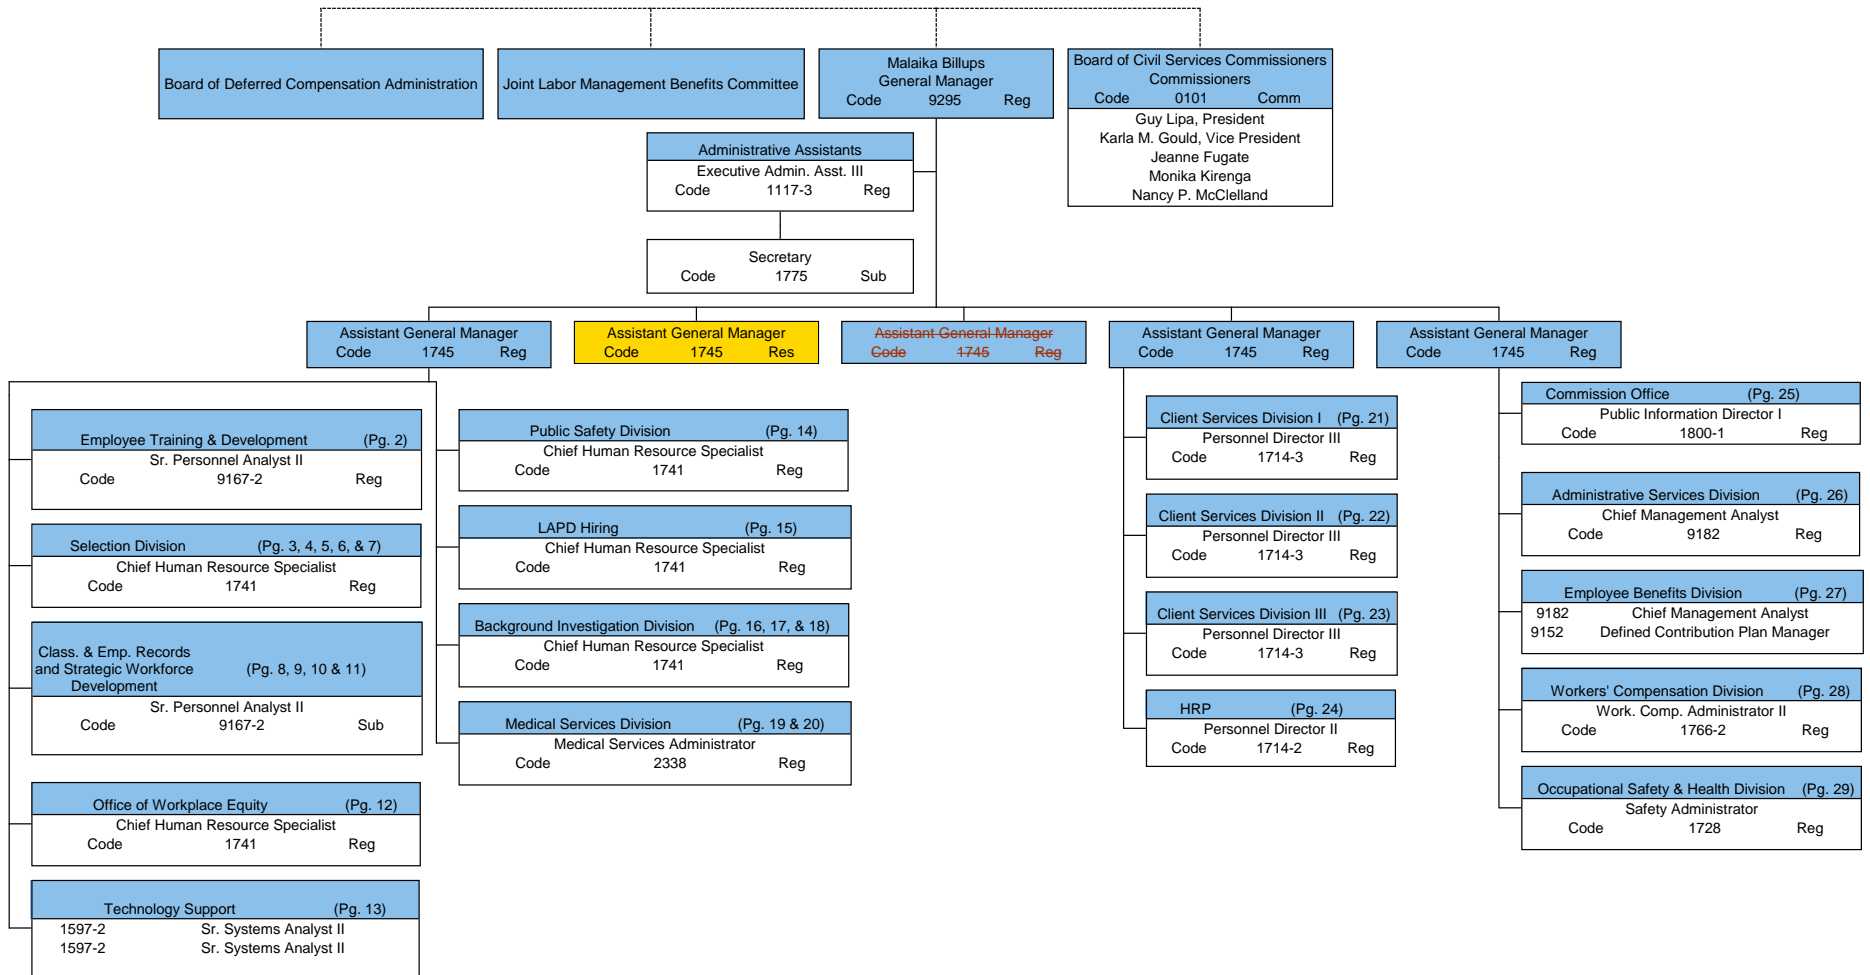 Board of Deferred Compensation Administration
Joint Labor Management Benefits Committee
Malaika Billups
General Manager
Code 9295 Reg
Board of Civil Services Commissioners
Commissioners
Code 0101 Comm
Guy Lipa, President
Karla M. Gould, Vice President
Jeanne Fugate
Monika Kirenga
Nancy P. McClelland
Administrative Assistants
Executive Admin. Asst. III
Code 1117-3 Reg
Secretary
Code 1775 Sub
Assistant General Manager
Code 1745 Reg
Assistant General Manager
Code 1745 Res
Assistant General Manager
Code 1745 Reg
Assistant General Manager
Code 1745 Reg
Assistant General Manager
Code 1745 Reg
Employee Training & Development (Pg. 2)
Sr. Personnel Analyst II
Code 9167-2 Reg
Selection Division (Pg. 3, 4, 5, 6, & 7)
Chief Human Resource Specialist
Code 1741 Reg
Class. & Emp. Records
and Strategic Workforce (Pg. 8, 9, 10 & 11)
Development
Sr. Personnel Analyst II
Code 9167-2 Sub
Office of Workplace Equity (Pg. 12)
Chief Human Resource Specialist
Code 1741 Reg
Technology Support (Pg. 13)
1597-2 Sr. Systems Analyst II
1597-2 Sr. Systems Analyst II
Public Safety Division (Pg. 14)
Chief Human Resource Specialist
Code 1741 Reg
LAPD Hiring (Pg. 15)
Chief Human Resource Specialist
Code 1741 Reg
Background Investigation Division (Pg. 16, 17, & 18)
Chief Human Resource Specialist
Code 1741 Reg
Medical Services Division (Pg. 19 & 20)
Medical Services Administrator
Code 2338 Reg
Client Services Division I (Pg. 21)
Personnel Director III
Code 1714-3 Reg
Client Services Division II (Pg. 22)
Personnel Director III
Code 1714-3 Reg
Client Services Division III (Pg. 23)
Personnel Director III
Code 1714-3 Reg
HRP (Pg. 24)
Personnel Director II
Code 1714-2 Reg
Commission Office (Pg. 25)
Public Information Director I
Code 1800-1 Reg
Administrative Services Division (Pg. 26)
Chief Management Analyst
Code 9182 Reg
Employee Benefits Division (Pg. 27)
9182 Chief Management Analyst
9152 Defined Contribution Plan Manager
Workers' Compensation Division (Pg. 28)
Work. Comp. Administrator II
Code 1766-2 Reg
Occupational Safety & Health Division (Pg. 29)
Safety Administrator
Code 1728 Reg